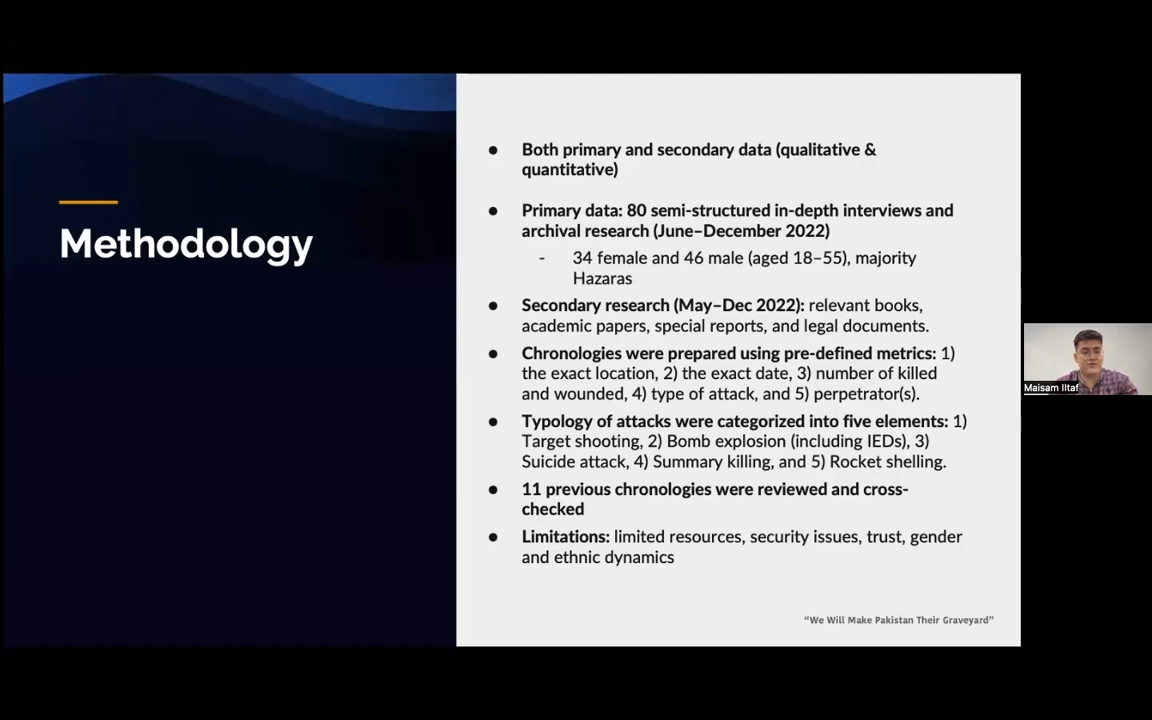 Methodology
● Both primary and secondary data (qualitative &
quantitative)
● Primary data: 80 semi-structured in-depth interviews and
archival research (June–December 2022)
- 34 female and 46 male (aged 18–55), majority
Hazaras
● Secondary research (May–Dec 2022): relevant books,
academic papers, special reports, and legal documents.
● Chronologies were prepared using pre-defined metrics: 1)
the exact location, 2) the exact date, 3) number of killed
and wounded, 4) type of attack, and 5) perpetrator(s).
● Typology of attacks were categorized into five elements: 1)
Target shooting, 2) Bomb explosion (including IEDs), 3)
Suicide attack, 4) Summary killing, and 5) Rocket shelling.
● 11 previous chronologies were reviewed and cross-
checked
● Limitations: limited resources, security issues, trust, gender
and ethnic dynamics
“We Will Make Pakistan Their Graveyard”
Maisam Iltaf